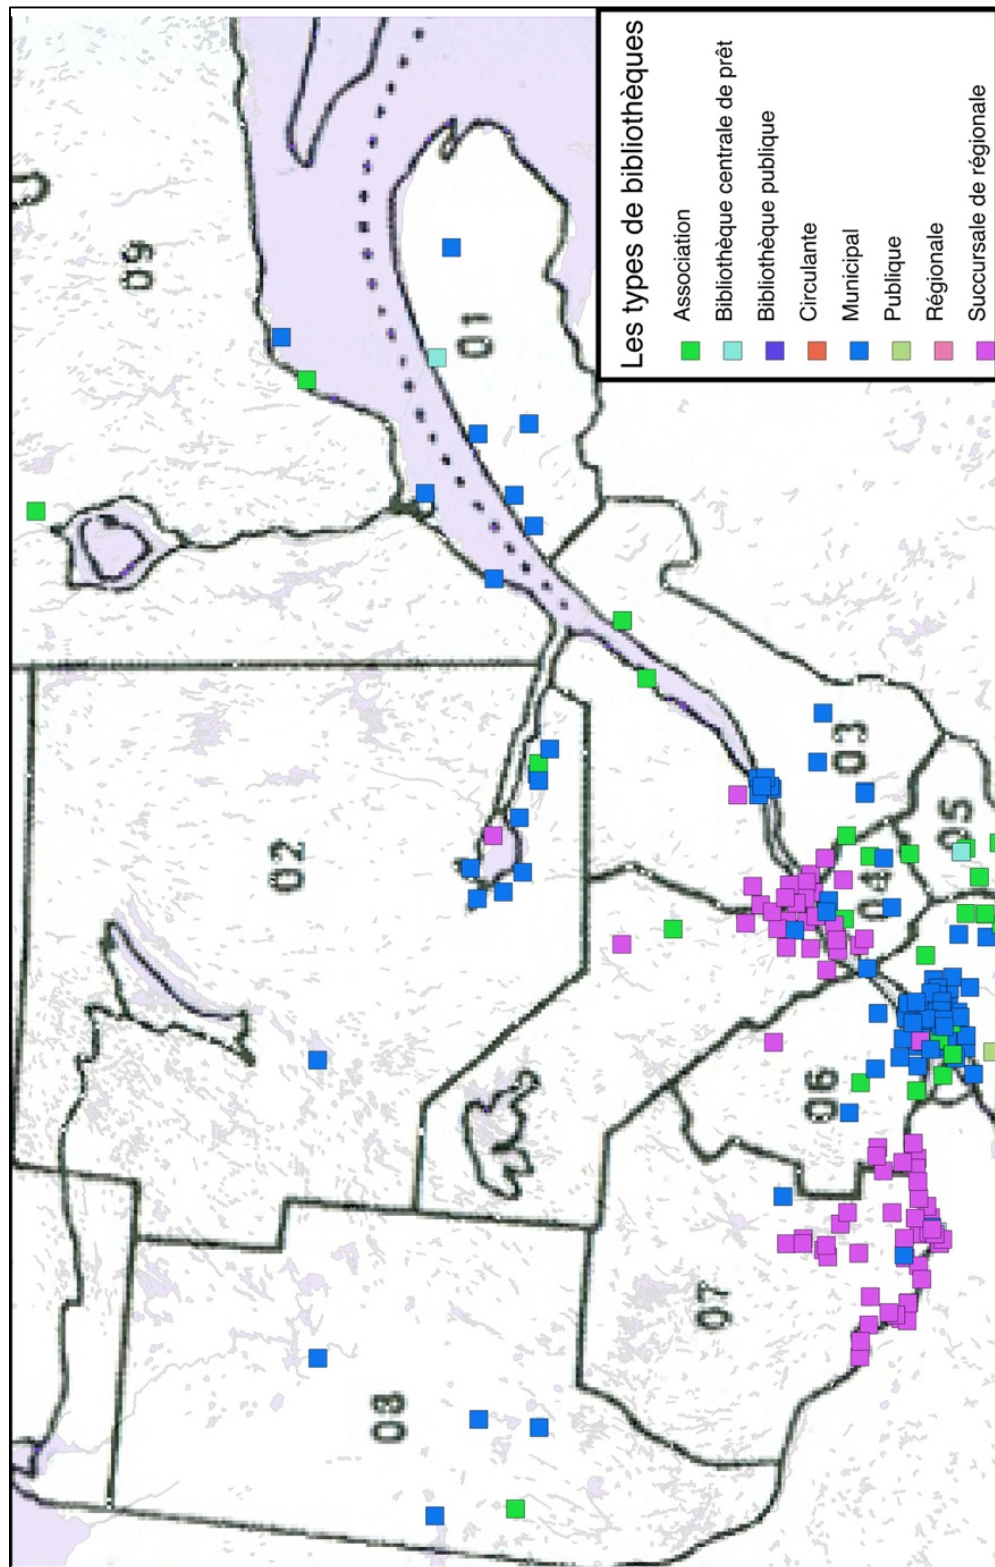 Les types de bibliothèques
Association
Bibliothèque centrale de prêt
Bibliothèque publique
Circulante
Municipal
Publique
Régionale
Succursale de régionale
09
01
02
03
05
04
06
07
08